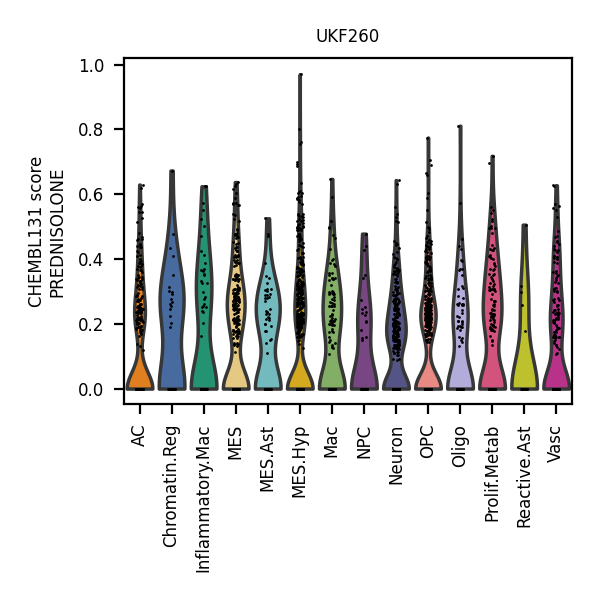 UKF260
CHEMBL131 score
PREDNISOLONE
1.0
0.8
0.6
0.4
0.2
0.0
AC
Chromatin.Reg
Inflammatory.Mac
MES
MES.Ast
MES.Hyp
Mac
NPC
Neuron
OPC
Oligo
Prolif.Metab
Reactive.Ast
Vasc